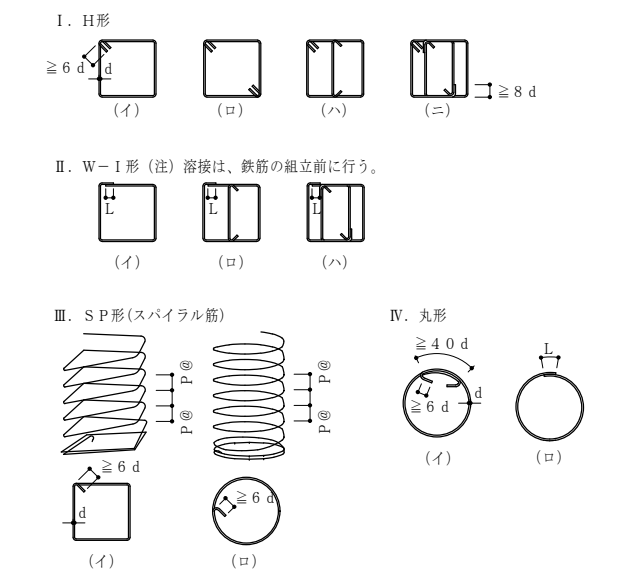 Ⅰ．Ｈ形
≧６ｄ
ｄ
≧８ｄ
（イ）
（ロ）
（ハ）
（ニ）
Ⅱ．Ｗ－Ⅰ形（注）溶接は、鉄筋の組立前に行う。
Ｌ
Ｌ
Ｌ
（イ）
（ロ）
（ハ）
Ⅲ．ＳＰ形(スパイラル筋)
Ｐ＠
Ｐ＠
Ｐ＠
Ｐ＠
≧６ｄ
ｄ
≧６ｄ
（イ）
（ロ）
Ⅳ．丸形
≧４０ｄ
Ｌ
ｄ
≧６ｄ
（イ）
（ロ）